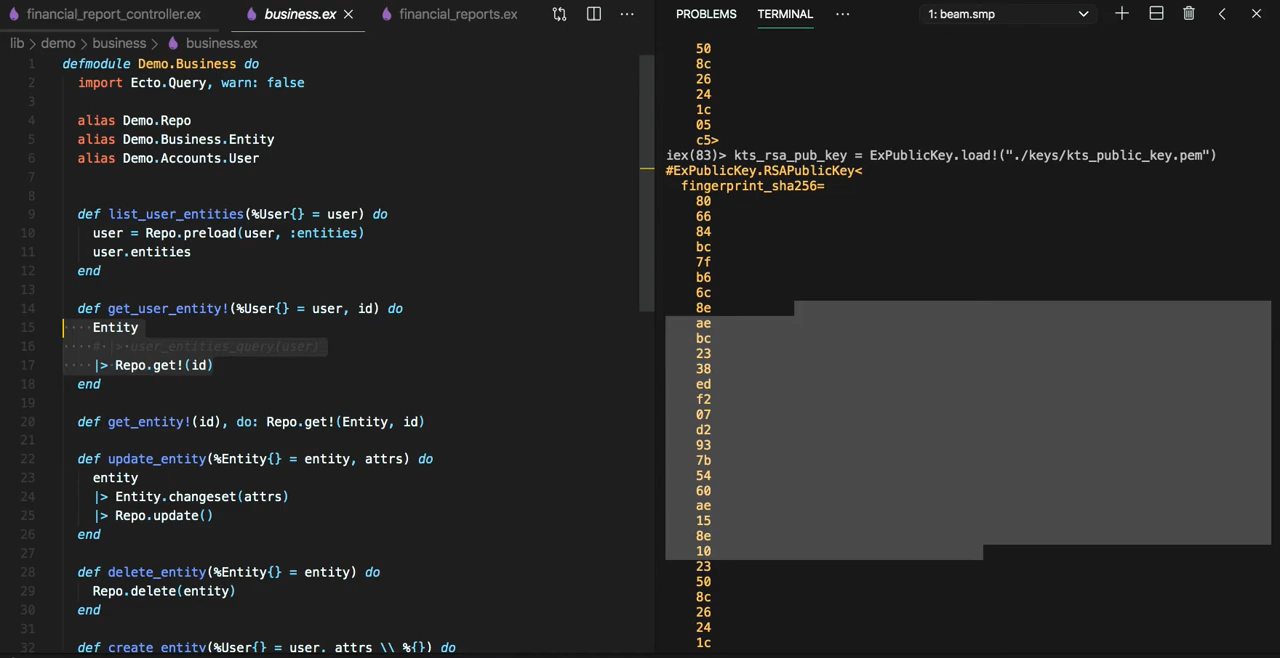 financial_report_controller.ex business.ex financial_reports.ex
lib > demo > business > business.ex
1 defmodule Demo.Business do
2 import Ecto.Query, warn: false
3
4 alias Demo.Repo
5 alias Demo.Business.Entity
6 alias Demo.Accounts.User
7
8
9 def list_user_entities(%User{} = user) do
10 user = Repo.preload(user, :entities)
11 user.entities
12 end
13
14 def get_user_entity!(%User{} = user, id) do
15 Entity
16 # |> user_entities_query(user)
17 |> Repo.get!(id)
18 end
19
20 def get_entity!(id), do: Repo.get!(Entity, id)
21
22 def update_entity(%Entity{} = entity, attrs) do
23 entity
24 |> Entity.changeset(attrs)
25 |> Repo.update()
26 end
27
28 def delete_entity(%Entity{} = entity) do
29 Repo.delete(entity)
30 end
31
32 def create_entity(%User{} = user, attrs \\ %{}) do
PROBLEMS TERMINAL ··· 1: beam.smp
50
8c
26
24
1c
05
c5>
iex(83)> kts_rsa_pub_key = ExPublicKey.load!("./keys/kts_public_key.pem")
#ExPublicKey.RSAPublicKey<
fingerprint_sha256=
80
66
84
bc
7f
b6
6c
8e
ae
bc
23
38
ed
f2
07
d2
93
7b
54
60
ae
15
8e
10
23
50
8c
26
24
1c